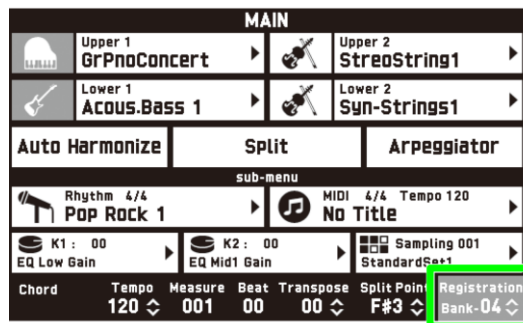 MAIN
Upper 1
GrPnoConcert
Upper 2
StreoString1
Lower 1
Acous.Bass 1
Lower 2
Syn-Strings1
Auto Harmonize
Split
Arpeggiator
sub-menu
Rhythm 4/4
Pop Rock 1
MIDI 4/4 Tempo 120
No Title
K1 : 00
EQ Low Gain
K2 : 00
EQ Mid1 Gain
Sampling 001
StandardSet1
Chord Tempo Measure Beat Transpose Split Point Registration
120 001 00 00 F#3 Bank-04